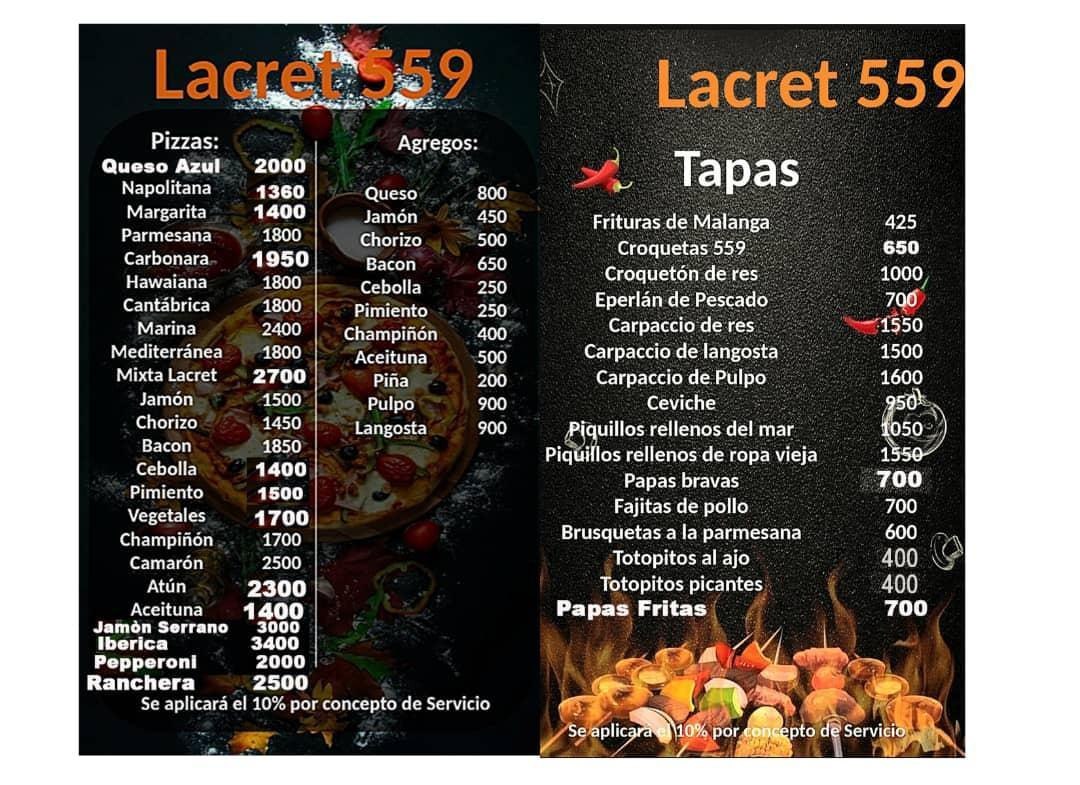 Lacret 559
Pizzas:
Queso Azul 2000
Napolitana 1360
Margarita 1400
Parmesana 1800
Carbonara 1950
Hawaiana 1800
Cantábrica 1800
Marina 2400
Mediterránea 1800
Mixta Lacret 2700
Jamón 1500
Chorizo 1450
Bacon 1850
Cebolla 1400
Pimiento 1500
Vegetales 1700
Champiñón 1700
Camarón 2500
Atún 2300
Aceituna 1400
Jamòn Serrano 3000
Iberica 3400
Pepperoni 2000
Ranchera 2500
Agregos:
Queso 800
Jamón 450
Chorizo 500
Bacon 650
Cebolla 250
Pimiento 250
Champiñón 400
Aceituna 500
Piña 200
Pulpo 900
Langosta 900
Se aplicará el 10% por concepto de Servicio
Lacret 559
Tapas
Frituras de Malanga 425
Croquetas 559 650
Croquetón de res 1000
Eperlán de Pescado 700
Carpaccio de res 1550
Carpaccio de langosta 1500
Carpaccio de Pulpo 1600
Ceviche 950
Piquillos rellenos del mar 1050
Piquillos rellenos de ropa vieja 1550
Papas bravas 700
Fajitas de pollo 700
Brusquetas a la parmesana 600
Totopitos al ajo 400
Totopitos picantes 400
Papas Fritas 700
Se aplicará el 10% por concepto de Servicio